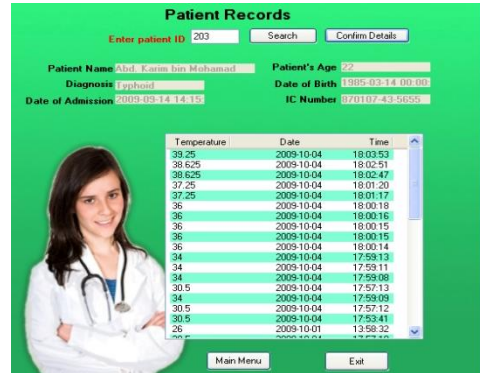 Patient Records
Enter patient ID 203 Search Confirm Details
Patient Name Abd. Karim bin Mohamad Patient's Age 22
Diagnosis Typhoid Date of Birth 1985-03-14 00:00:
Date of Admission 2009-09-14 14:15: IC Number 870107-43-5655
Temperature Date Time
39.25 2009-10-04 18:03:53
38.625 2009-10-04 18:02:51
38.625 2009-10-04 18:02:47
37.25 2009-10-04 18:01:20
37.25 2009-10-04 18:01:17
36 2009-10-04 18:00:18
36 2009-10-04 18:00:16
36 2009-10-04 18:00:15
36 2009-10-04 18:00:15
36 2009-10-04 18:00:14
34 2009-10-04 17:59:13
34 2009-10-04 17:59:11
34 2009-10-04 17:59:08
30.5 2009-10-04 17:57:13
34 2009-10-04 17:59:09
30.5 2009-10-04 17:57:12
30.5 2009-10-04 17:53:41
26 2009-10-01 13:58:32
Main Menu Exit